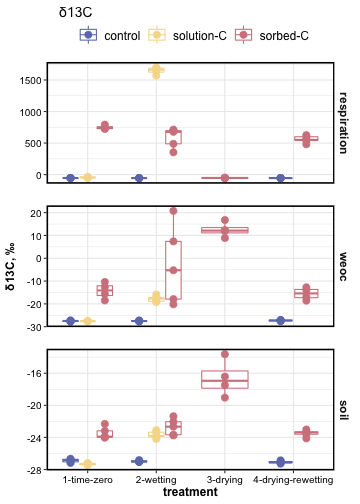 δ13C
control solution-C sorbed-C
1500
1000
500
0
respiration
20
10
0
-10
-20
-30
weoc
δ13C, ‰
-16
-20
-24
-28
soil
1-time-zero 2-wetting 3-drying 4-drying-rewetting
treatment